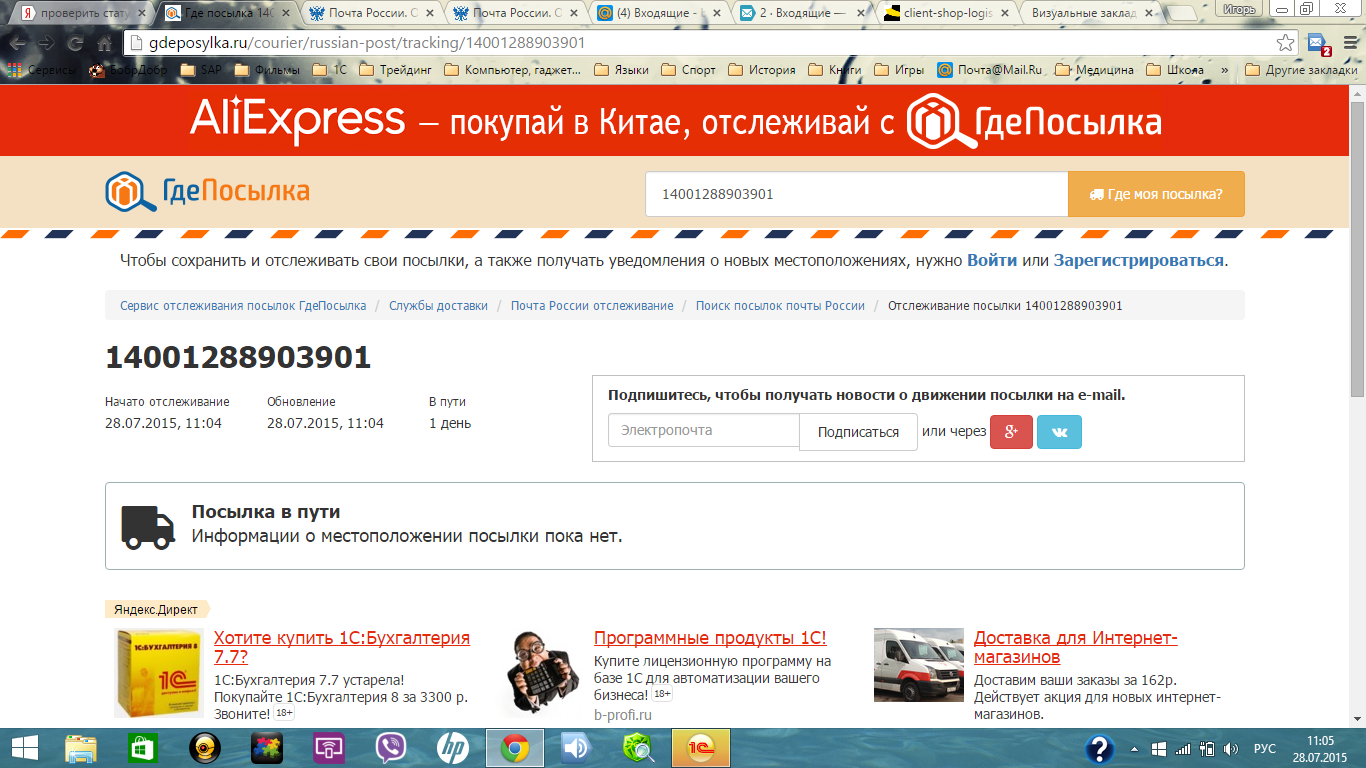 проверить стату
Где посылка 140
Почта России. О
Почта России. О
(4) Входящие -
2 · Входящие —
client-shop-logis
Визуальные заклад
Игорь
gdeposylka.ru/courier/russian-post/tracking/14001288903901
2
Сервисы
БобрДобр
SAP
Фильмы
1С
Трейдинг
Компьютер, гаджет...
Языки
Спорт
История
Книги
Игры
Почта@Mail.Ru
Медицина
Школа
»
Другие закладки
AliExpress – покупай в Китае, отслеживай с ГдеПосылка
ГдеПосылка
14001288903901
Где моя посылка?
Чтобы сохранить и отслеживать свои посылки, а также получать уведомления о новых местоположениях, нужно Войти или Зарегистрироваться.
Сервис отслеживания посылок ГдеПосылка / Службы доставки / Почта России отслеживание / Поиск посылок почты России / Отслеживание посылки 14001288903901
14001288903901
Начато отслеживание
Обновление
В пути
28.07.2015, 11:04
28.07.2015, 11:04
1 день
Подпишитесь, чтобы получать новости о движении посылки на e-mail.
Электропочта
Подписаться
или через
g+
Посылка в пути
Информации о местоположении посылки пока нет.
Яндекс.Директ
1С:БУХГАЛТЕРИЯ 8
1С
Хотите купить 1С:Бухгалтерия
7.7?
1С:Бухгалтерия 7.7 устарела!
Покупайте 1С:Бухгалтерия 8 за 3300 р.
Звоните! 18+
Программные продукты 1С!
Купите лицензионную программу на
базе 1С для автоматизации вашего
бизнеса! 18+
b-profi.ru
Доставка для Интернет-
магазинов
Доставим ваши заказы за 162р.
Действует акция для новых интернет-
магазинов.
hp
1С
?
РУС
11:05
28.07.2015